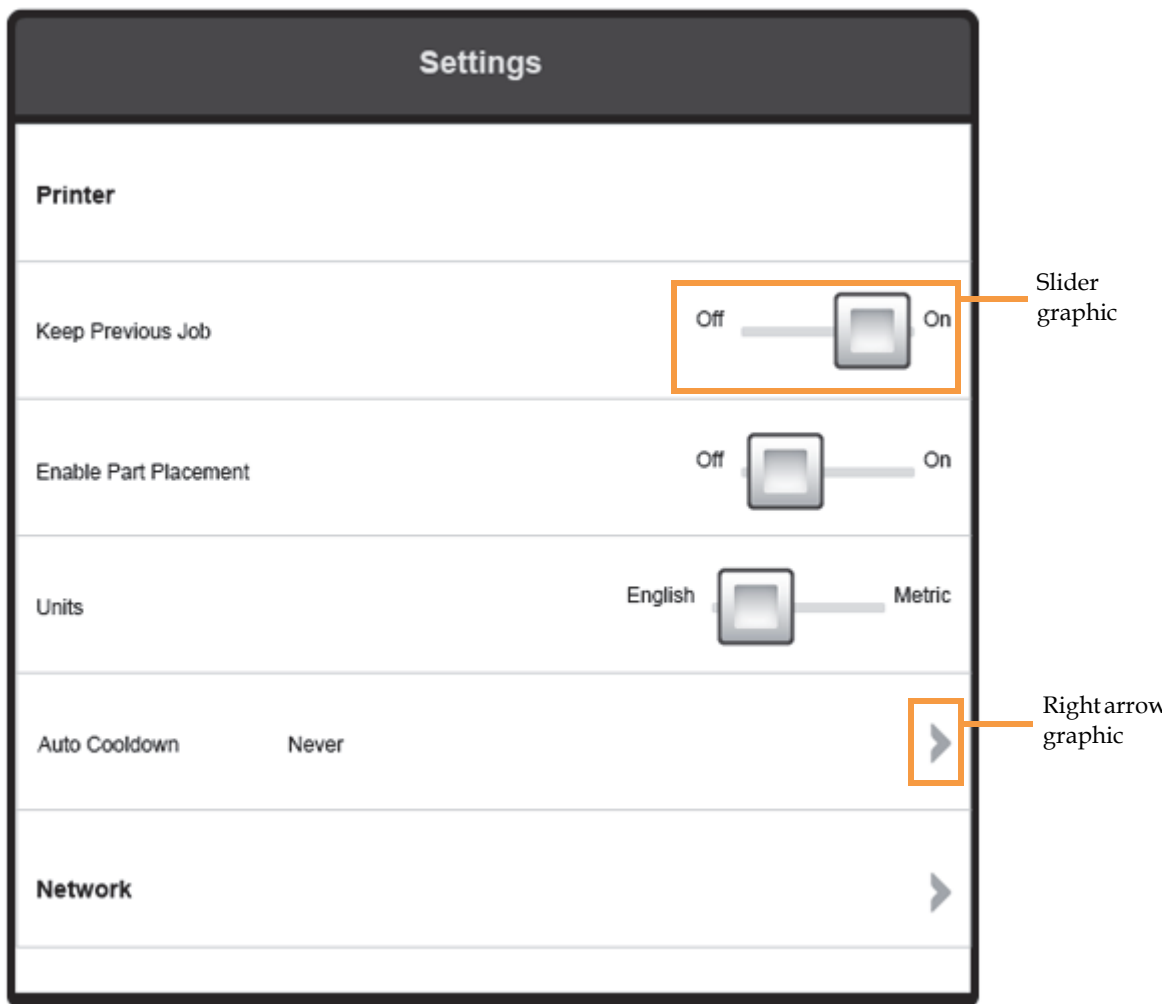 Settings
Printer
Keep Previous Job Off On
Slider
graphic
Enable Part Placement Off On
Units English Metric
Auto Cooldown Never
Right arrow
graphic
Network